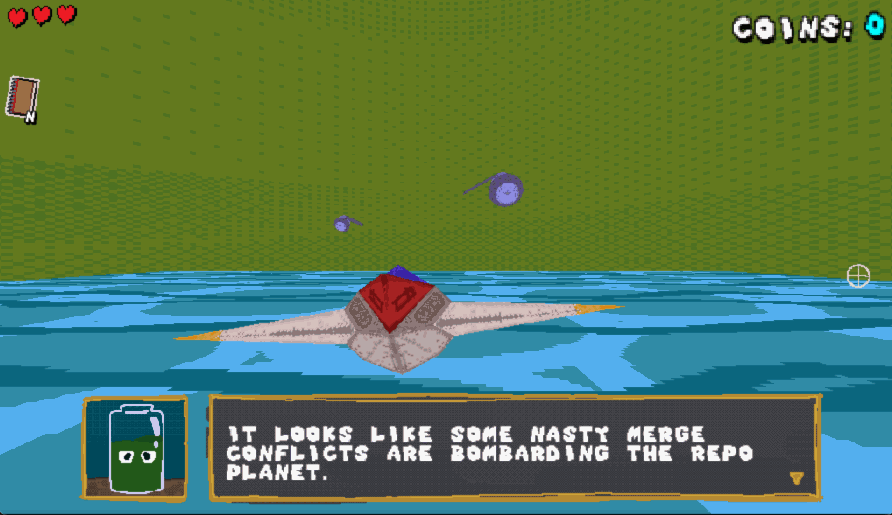 COINS: 0
N
IT LOOKS LIKE SOME NASTY MERGE
CONFLICTS ARE BOMBARDING THE REPO
PLANET.